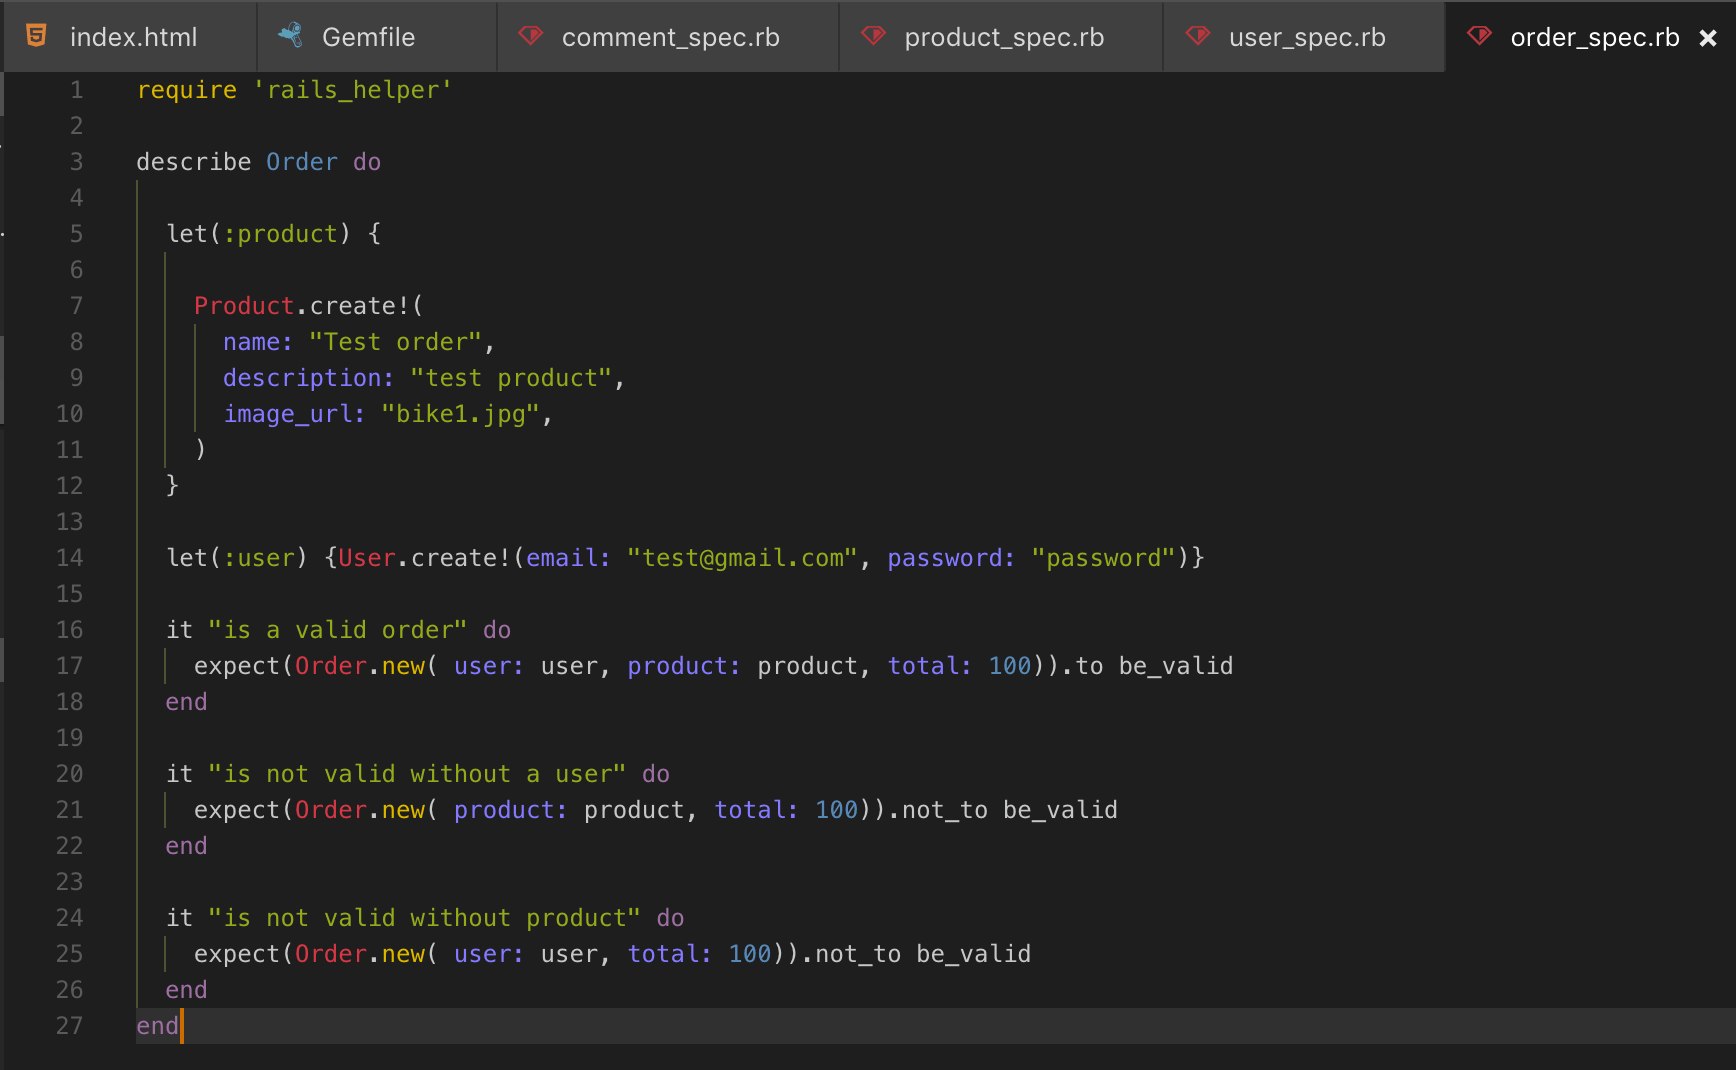 index.html Gemfile comment_spec.rb product_spec.rb user_spec.rb order_spec.rb ×
1 require 'rails_helper'
2
3 describe Order do
4
5 let(:product) {
6
7 Product.create!(
8 name: "Test order",
9 description: "test product",
10 image_url: "bike1.jpg",
11 )
12 }
13
14 let(:user) {User.create!(email: "test@gmail.com", password: "password")}
15
16 it "is a valid order" do
17 expect(Order.new( user: user, product: product, total: 100)).to be_valid
18 end
19
20 it "is not valid without a user" do
21 expect(Order.new( product: product, total: 100)).not_to be_valid
22 end
23
24 it "is not valid without product" do
25 expect(Order.new( user: user, total: 100)).not_to be_valid
26 end
27 end